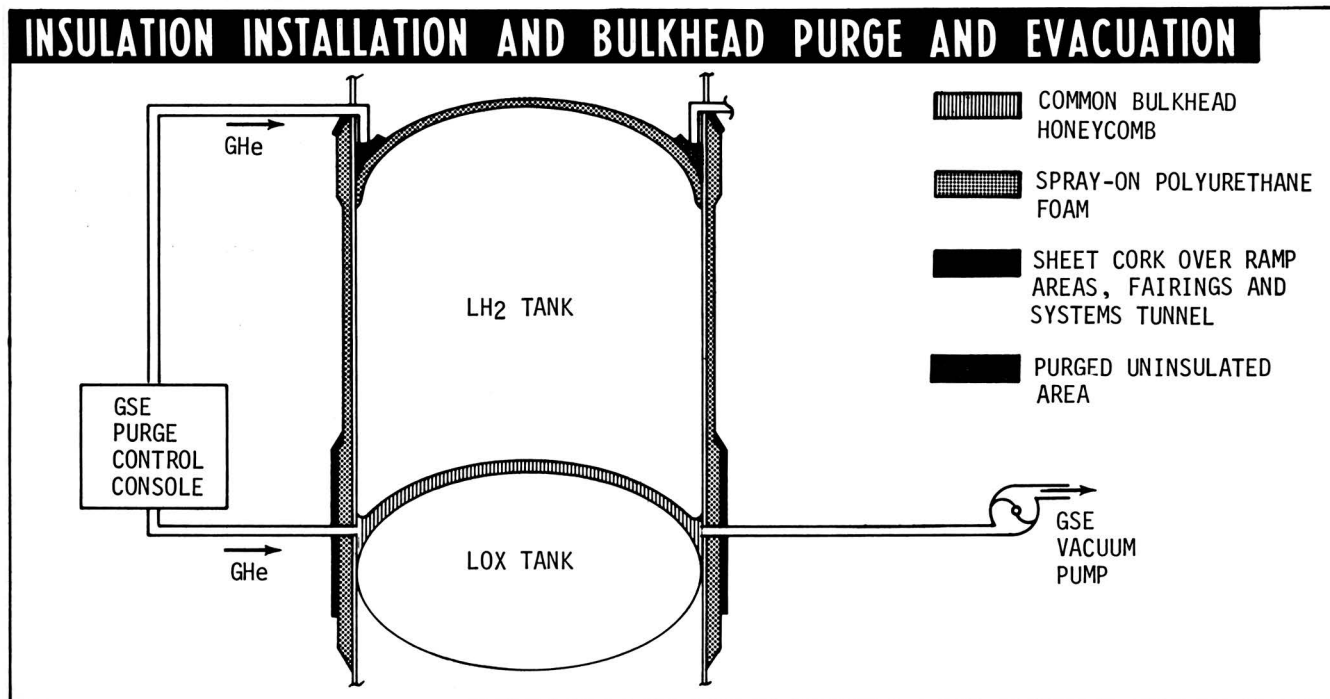 INSULATION INSTALLATION AND BULKHEAD PURGE AND EVACUATION
GHe
LH2 TANK
GSE
PURGE
CONTROL
CONSOLE
GHe
LOX TANK
COMMON BULKHEAD
HONEYCOMB
SPRAY-ON POLYURETHANE
FOAM
SHEET CORK OVER RAMP
AREAS, FAIRINGS AND
SYSTEMS TUNNEL
PURGED UNINSULATED
AREA
GSE
VACUUM
PUMP